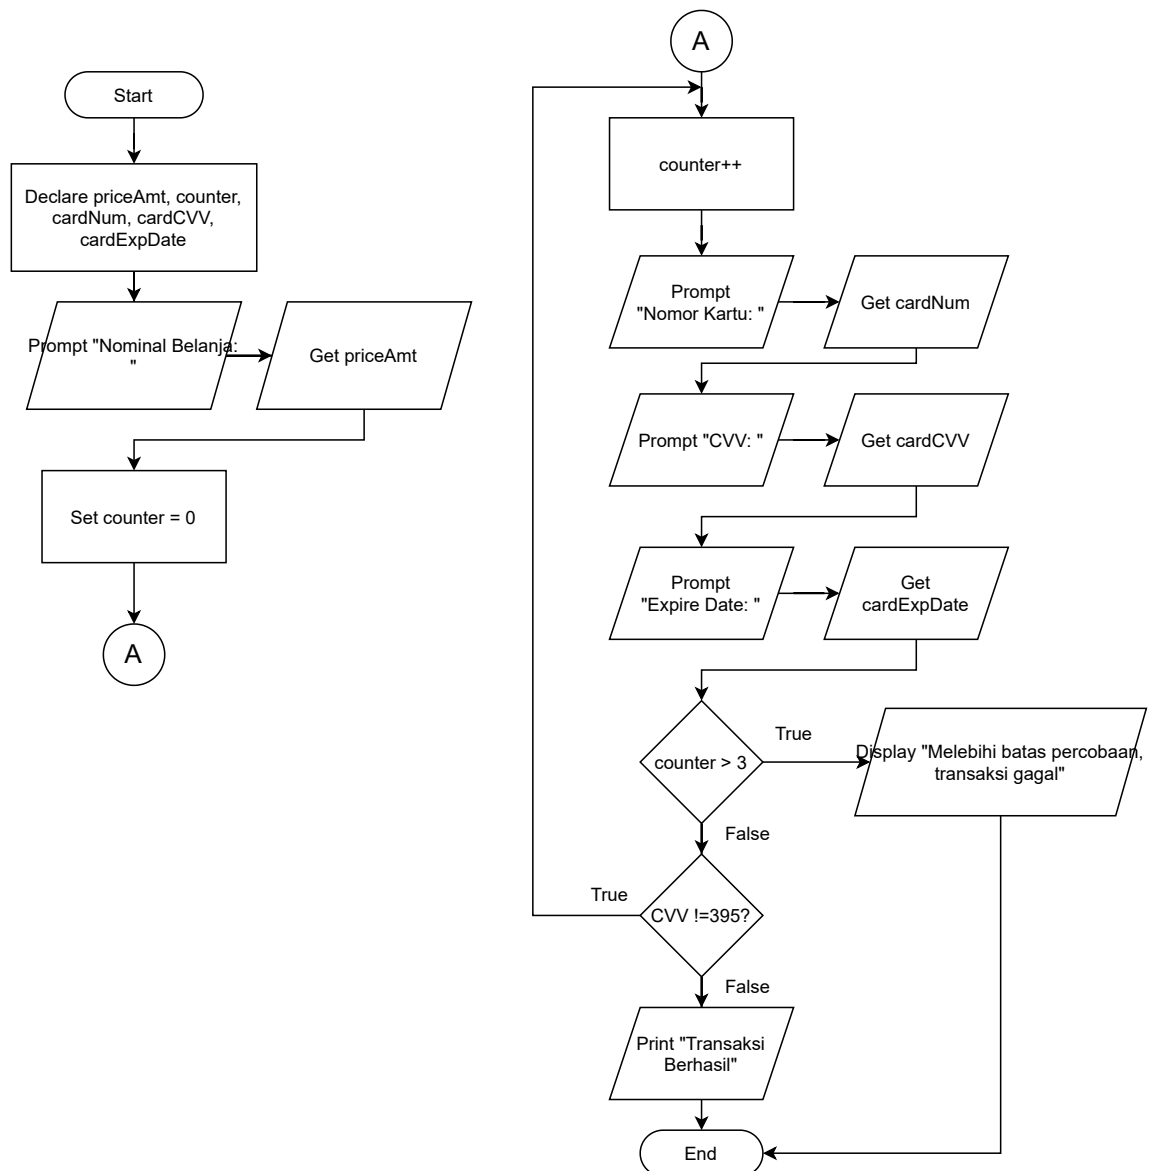 Start
Declare priceAmt, counter,
cardNum, cardCVV,
cardExpDate
Prompt "Nominal Belanja:
"
Get priceAmt
Set counter = 0
A
A
counter++
Prompt
"Nomor Kartu: "
Get cardNum
Prompt "CVV: "
Get cardCVV
Prompt
"Expire Date: "
Get
cardExpDate
counter > 3
True
Display "Melebihi batas percobaan,
transaksi gagal"
False
CVV !=395?
True
False
Print "Transaksi
Berhasil"
End